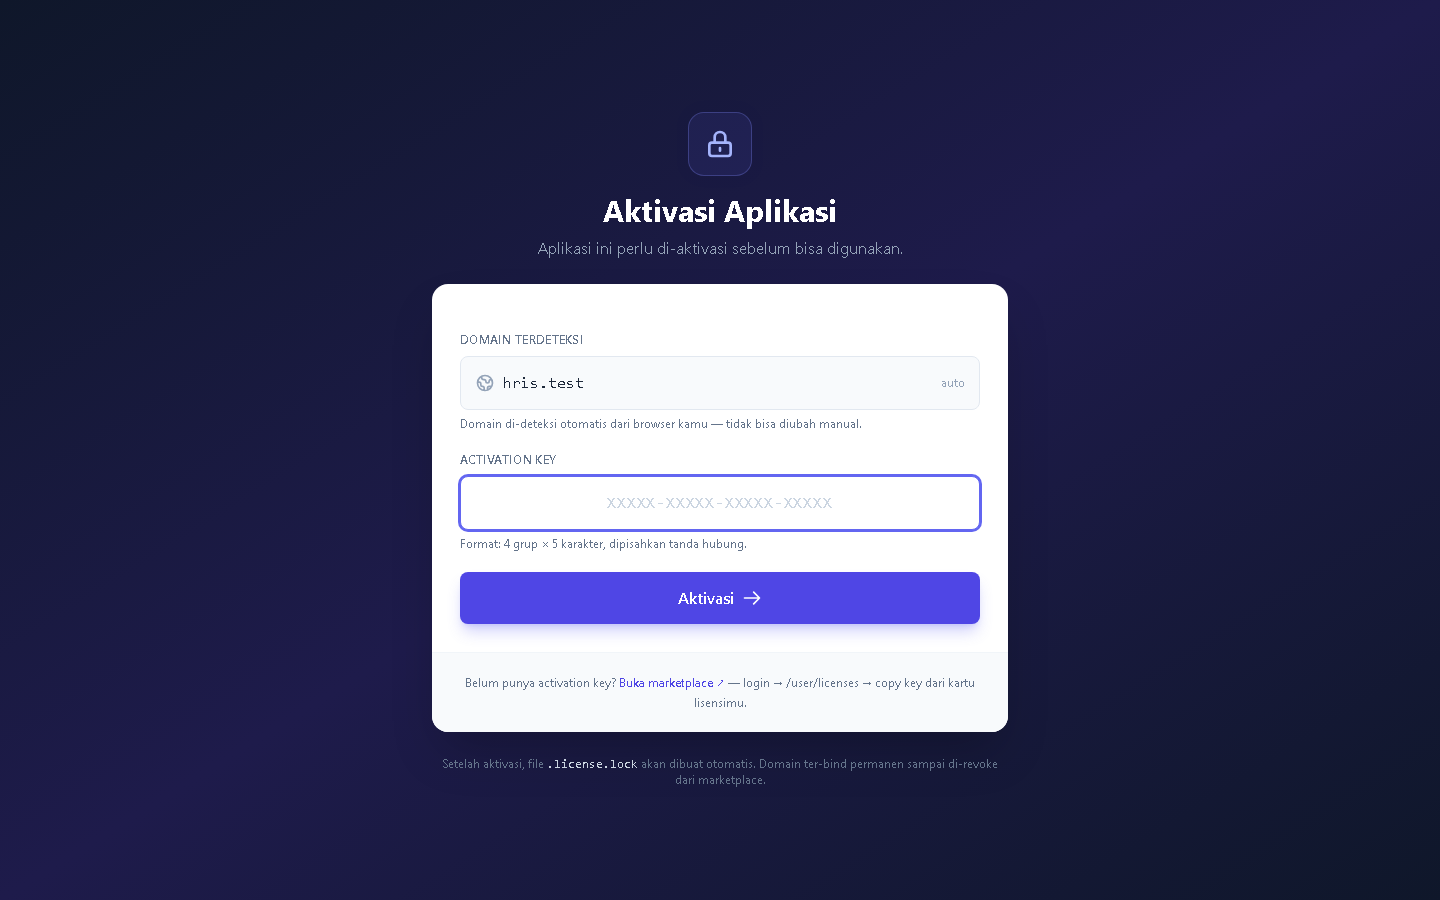 Aktivasi Aplikasi
Aplikasi ini perlu di-aktivasi sebelum bisa digunakan.
DOMAIN TERDETEKSI
hris.test
auto
Domain di-deteksi otomatis dari browser kamu — tidak bisa diubah manual.
ACTIVATION KEY
XXXXX-XXXXX-XXXXX-XXXXX
Format: 4 grup × 5 karakter, dipisahkan tanda hubung.
Aktivasi →
Belum punya activation key? Buka marketplace ↗ — login → /user/licenses → copy key dari kartu
lisensimu.
Setelah aktivasi, file .license.lock akan dibuat otomatis. Domain ter-bind permanen sampai di-revoke
dari marketplace.